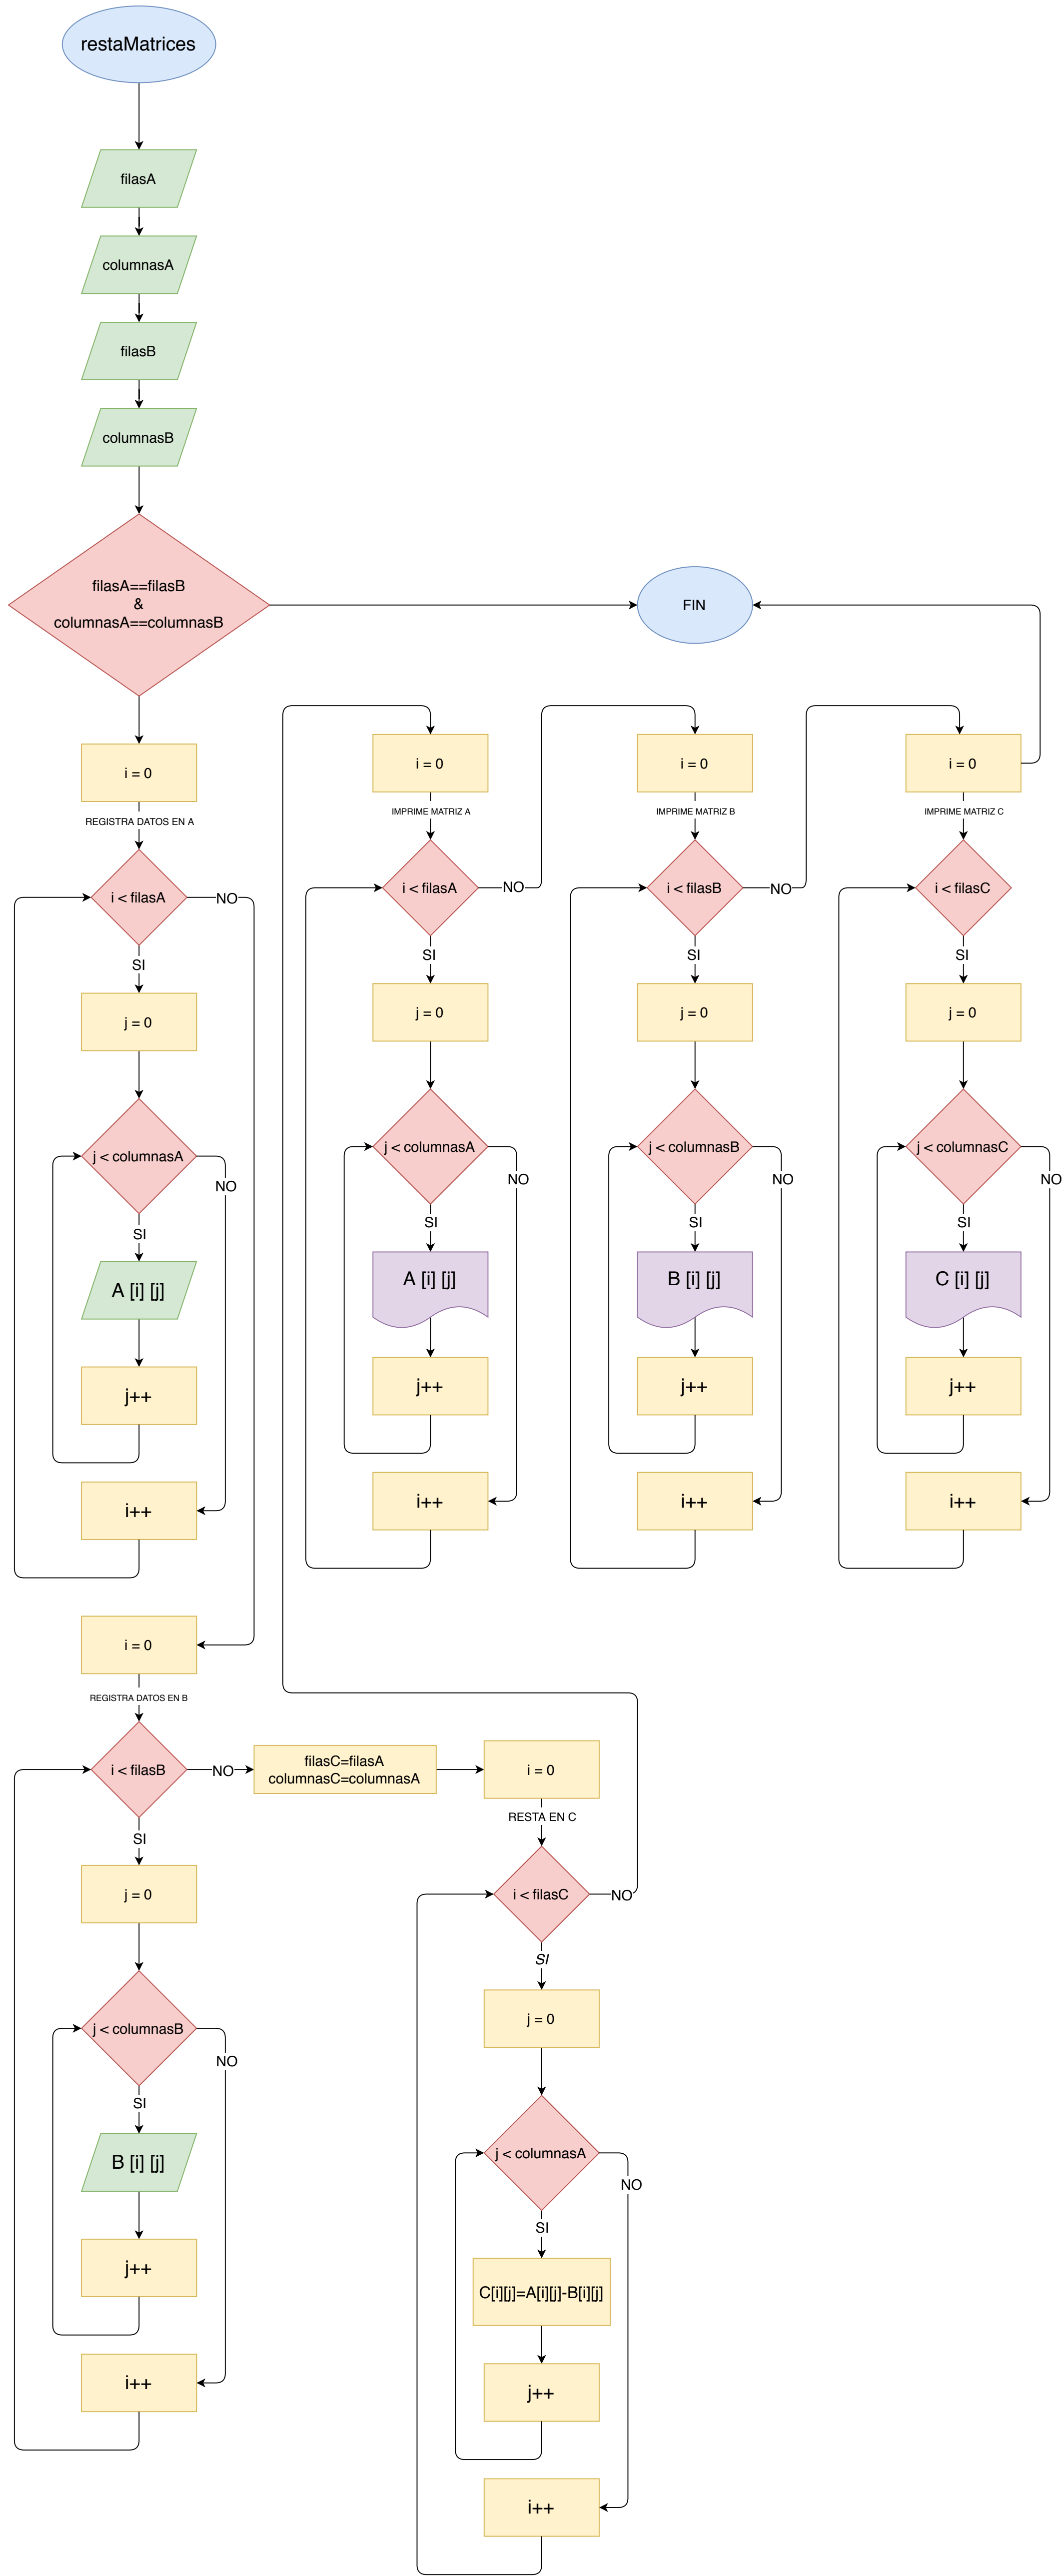 restaMatrices
filasA
columnasA
filasB
columnasB
filasA==filasB
&
columnasA==columnasB
FIN
i = 0
REGISTRA DATOS EN A
i < filasA
NO
SI
j = 0
j < columnasA
NO
SI
A [i] [j]
j++
i++
i = 0
REGISTRA DATOS EN B
i < filasB
NO
SI
j = 0
j < columnasB
NO
SI
B [i] [j]
j++
i++
filasC=filasA
columnasC=columnasA
i = 0
RESTA EN C
i < filasC
NO
SI
j = 0
j < columnasA
NO
SI
C[i][j]=A[i][j]-B[i][j]
j++
i++
i = 0
IMPRIME MATRIZ A
i < filasA
NO
SI
j = 0
j < columnasA
NO
SI
A [i] [j]
j++
i++
i = 0
IMPRIME MATRIZ B
i < filasB
NO
SI
j = 0
j < columnasB
NO
SI
B [i] [j]
j++
i++
i = 0
IMPRIME MATRIZ C
i < filasC
SI
j = 0
j < columnasC
NO
SI
C [i] [j]
j++
i++